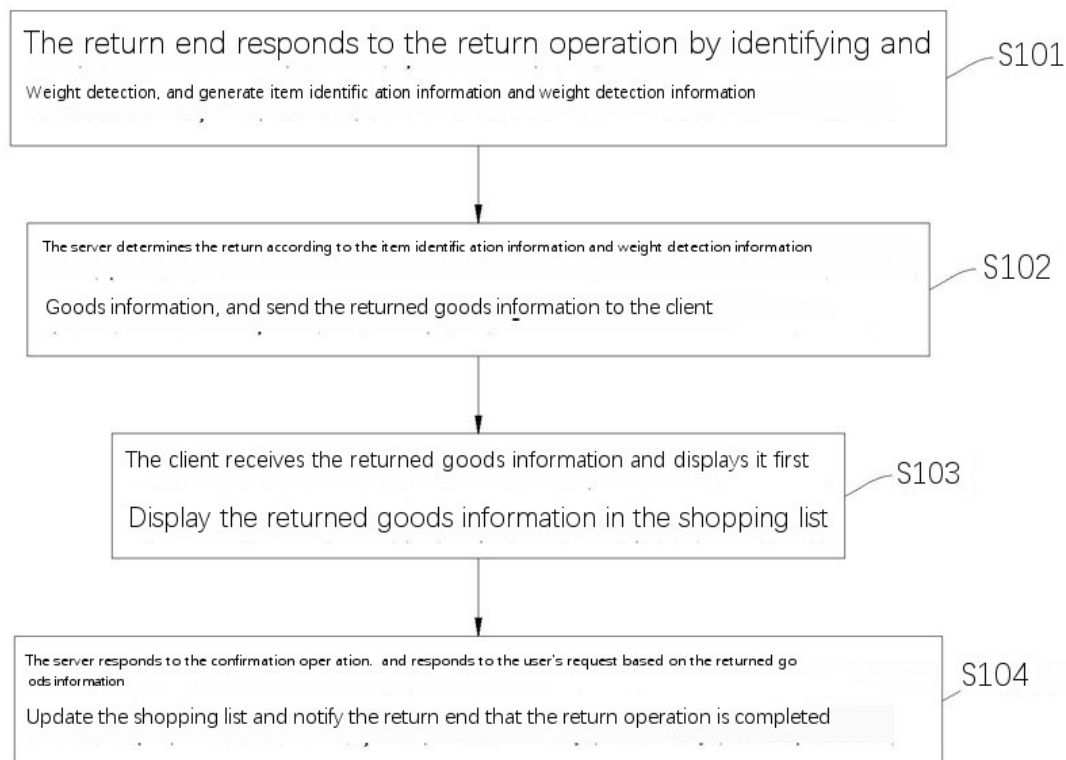 The return end responds to the return operation by identifying and
S101
Weight detection, and generate item identific ation information and weight detection information
The server determines the return according to the item identific ation information and weight detection information
S102
Goods information, and send the returned goods information to the client
The client receives the returned goods information and displays it first
S103
Display the returned goods information in the shopping list
The server responds to the confirmation oper ation. and responds to the user's request based on the returned go
ods information
S104
Update the shopping list and notify the return end that the return operation is completed